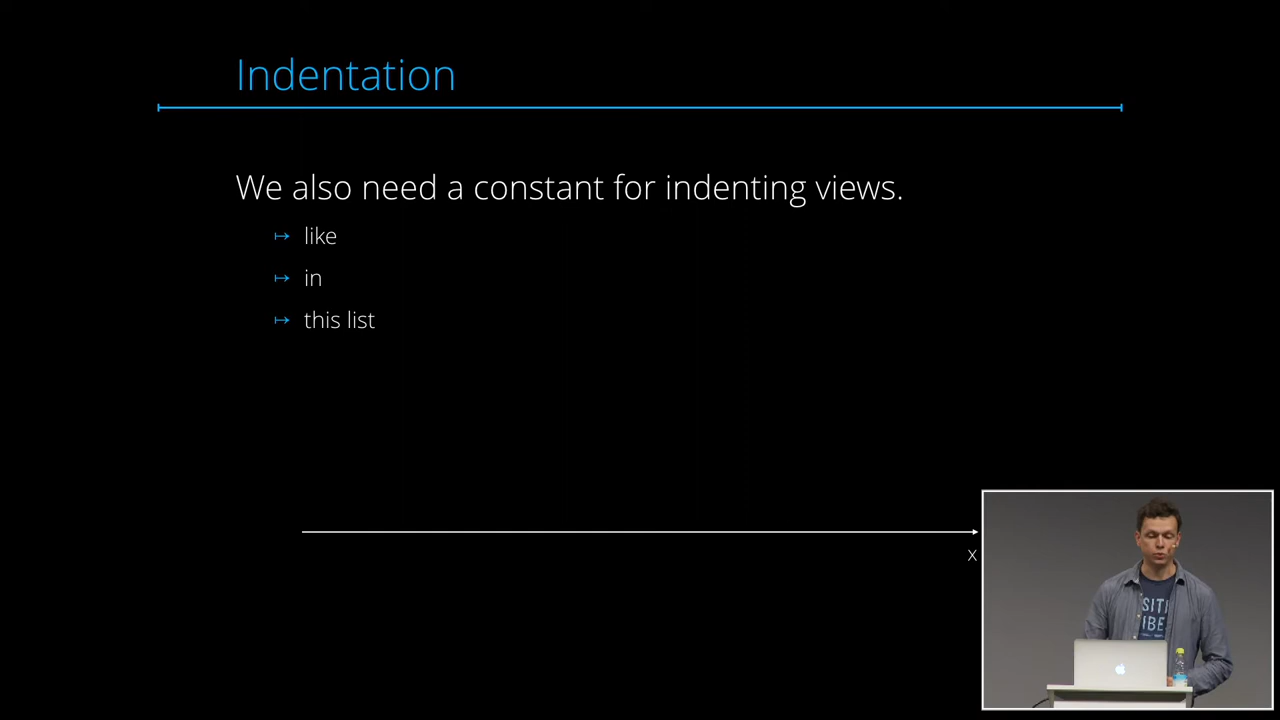 Indentation
We also need a constant for indenting views.
↦ like
↦ in
↦ this list
x